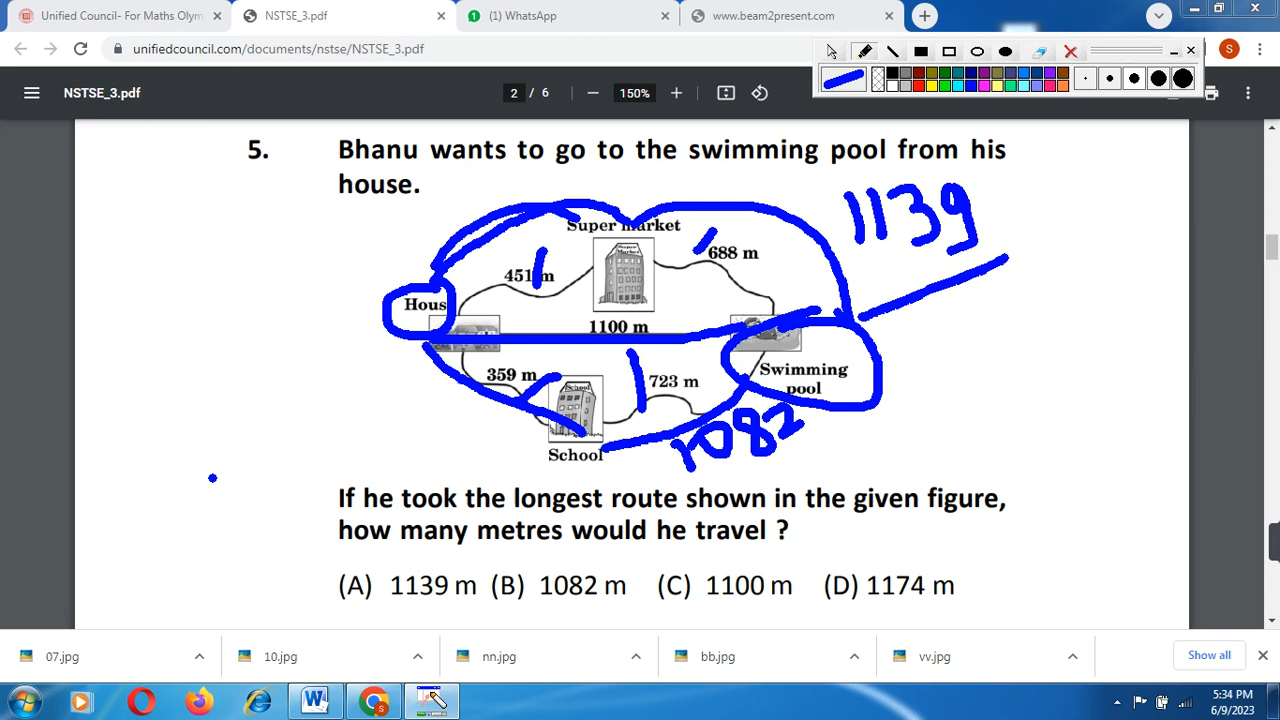 Unified Council- For Maths Olym
NSTSE_3.pdf
(1) WhatsApp
www.beam2present.com
unifiedcouncil.com/documents/nstse/NSTSE_3.pdf
S
NSTSE_3.pdf
2 / 6
150%
5. Bhanu wants to go to the swimming pool from his
house.
1139
Super market
Super
Market
688 m
451 m
Hous
1100 m
359 m
School
723 m
Swimming
pool
1082
School
If he took the longest route shown in the given figure,
how many metres would he travel ?
(A) 1139 m (B) 1082 m (C) 1100 m (D) 1174 m
07.jpg
10.jpg
nn.jpg
bb.jpg
vv.jpg
Show all
5:34 PM
6/9/2023